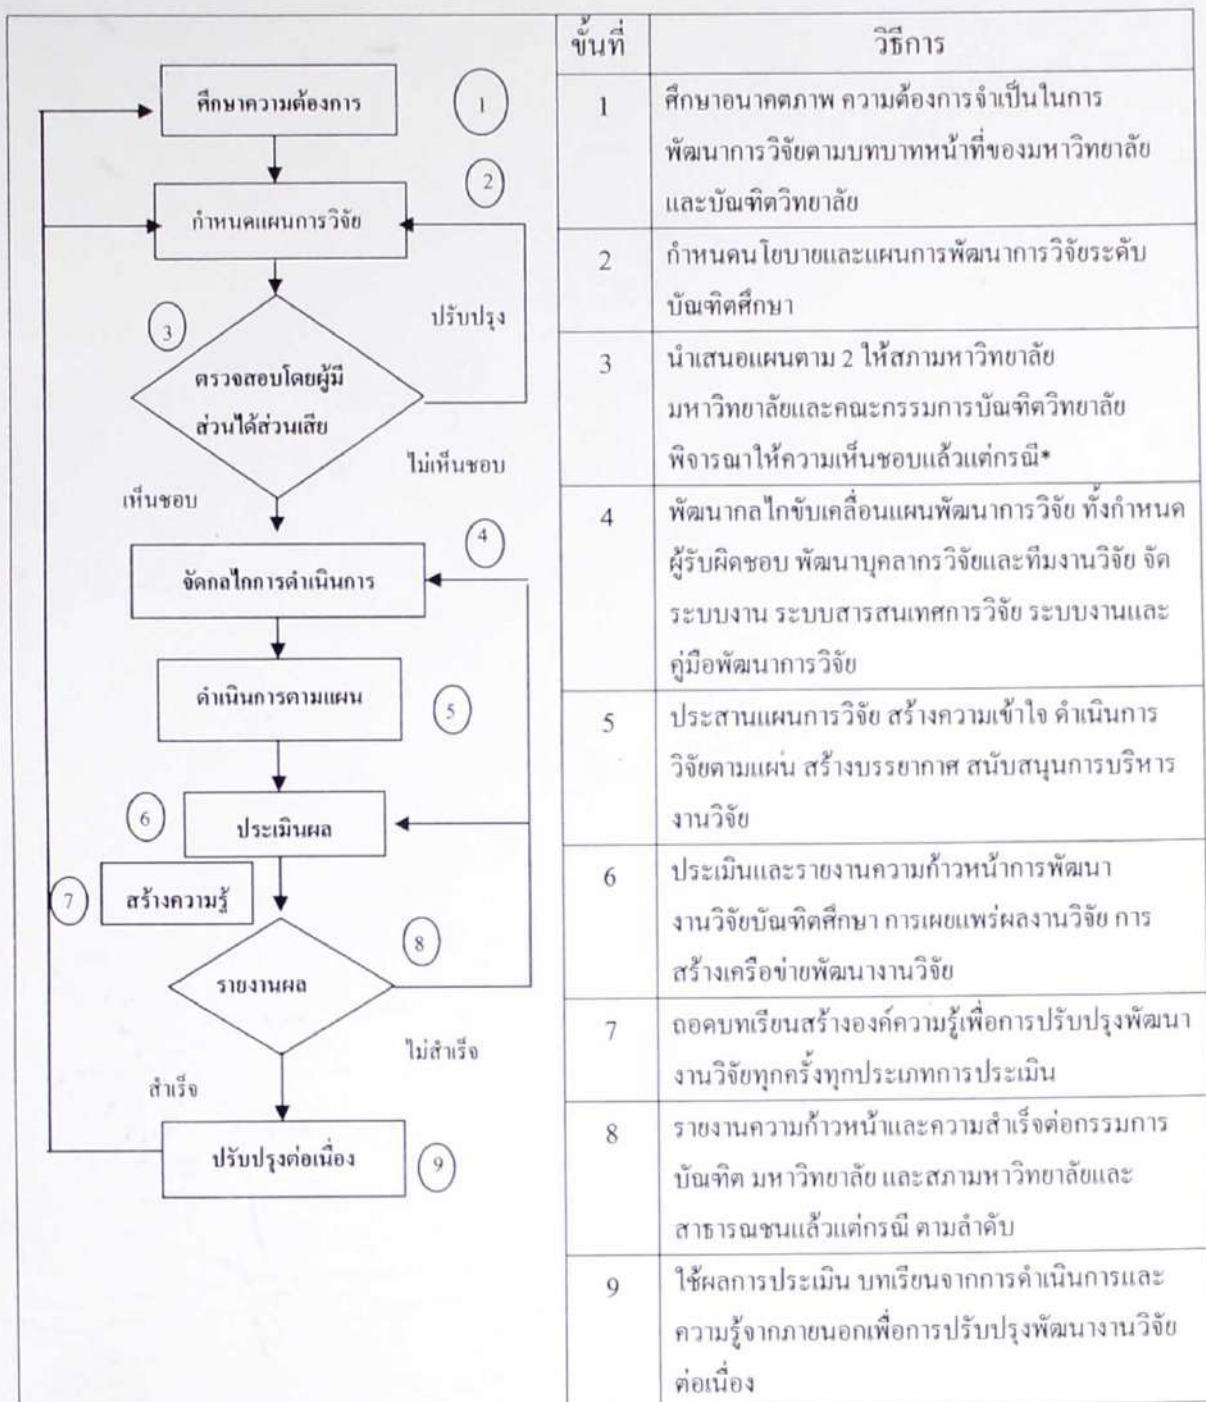 ศึกษาความต้องการ
1
2
กำหนดแผนการวิจัย
ปรับปรุง
3
ตรวจสอบโดยผู้มี
ส่วนได้ส่วนเสีย
ไม่เห็นชอบ
เห็นชอบ
4
จัดกลไกการดำเนินการ
ดำเนินการตามแผน
5
6
ประเมินผล
7
สร้างความรู้
8
รายงานผล
ไม่สำเร็จ
สำเร็จ
ปรับปรุงต่อเนื่อง
9
ขั้นที่
วิธีการ
1
ศึกษาอนาคตภาพ ความต้องการจำเป็นในการ
พัฒนาการวิจัยตามบทบาทหน้าที่ของมหาวิทยาลัย
และบัณฑิตวิทยาลัย
2
กำหนดนโยบายและแผนการพัฒนาการวิจัยระดับ
บัณฑิตศึกษา
3
นำเสนอแผนตาม 2 ให้สภามหาวิทยาลัย
มหาวิทยาลัยและคณะกรรมการบัณฑิตวิทยาลัย
พิจารณาให้ความเห็นชอบแล้วแต่กรณี*
4
พัฒนากลไกขับเคลื่อนแผนพัฒนาการวิจัย ทั้งกำหนด
ผู้รับผิดชอบ พัฒนาบุคลากรวิจัยและทีมงานวิจัย จัด
ระบบงาน ระบบสารสนเทศการวิจัย ระบบงานและ
คู่มือพัฒนาการวิจัย
5
ประสานแผนการวิจัย สร้างความเข้าใจ ดำเนินการ
วิจัยตามแผน สร้างบรรยากาศ สนับสนุนการบริหาร
งานวิจัย
6
ประเมินและรายงานความก้าวหน้าการพัฒนา
งานวิจัยบัณฑิตศึกษา การเผยแพร่ผลงานวิจัย การ
สร้างเครือข่ายพัฒนางานวิจัย
7
ถอดบทเรียนสร้างองค์ความรู้เพื่อการปรับปรุงพัฒนา
งานวิจัยทุกครั้งทุกประเภทการประเมิน
8
รายงานความก้าวหน้าและความสำเร็จต่อกรรมการ
บัณฑิต มหาวิทยาลัย และสภามหาวิทยาลัยและ
สาธารณชนแล้วแต่กรณี ตามลำดับ
9
ใช้ผลการประเมิน บทเรียนจากการดำเนินการและ
ความรู้จากภายนอกเพื่อการปรับปรุงพัฒนางานวิจัย
ต่อเนื่อง